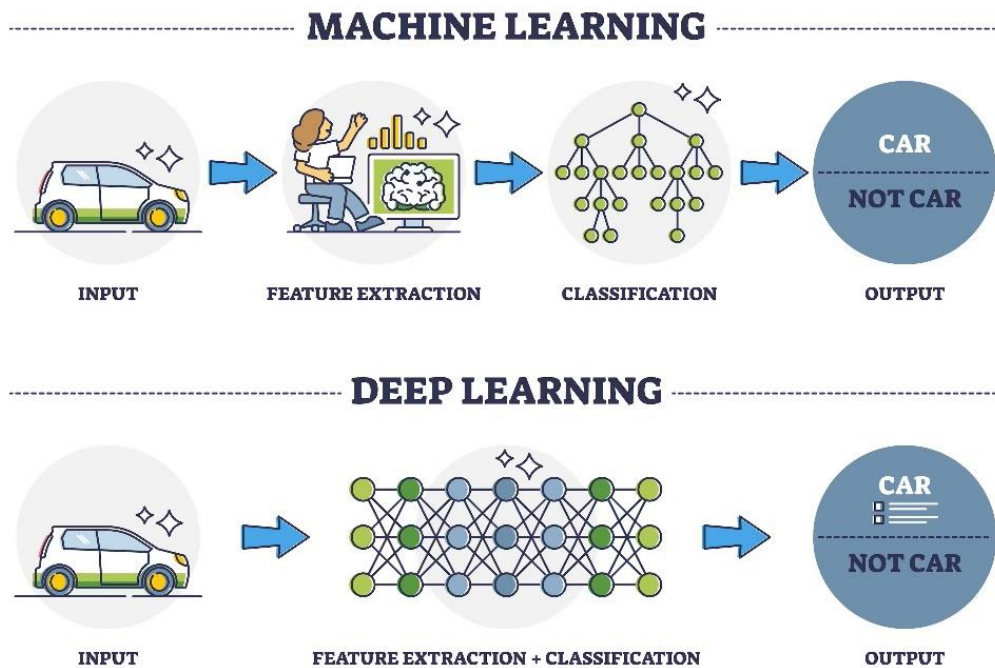 MACHINE LEARNING
CAR
NOT CAR
INPUT
FEATURE EXTRACTION
CLASSIFICATION
OUTPUT
DEEP LEARNING
CAR
NOT CAR
INPUT
FEATURE EXTRACTION + CLASSIFICATION
OUTPUT